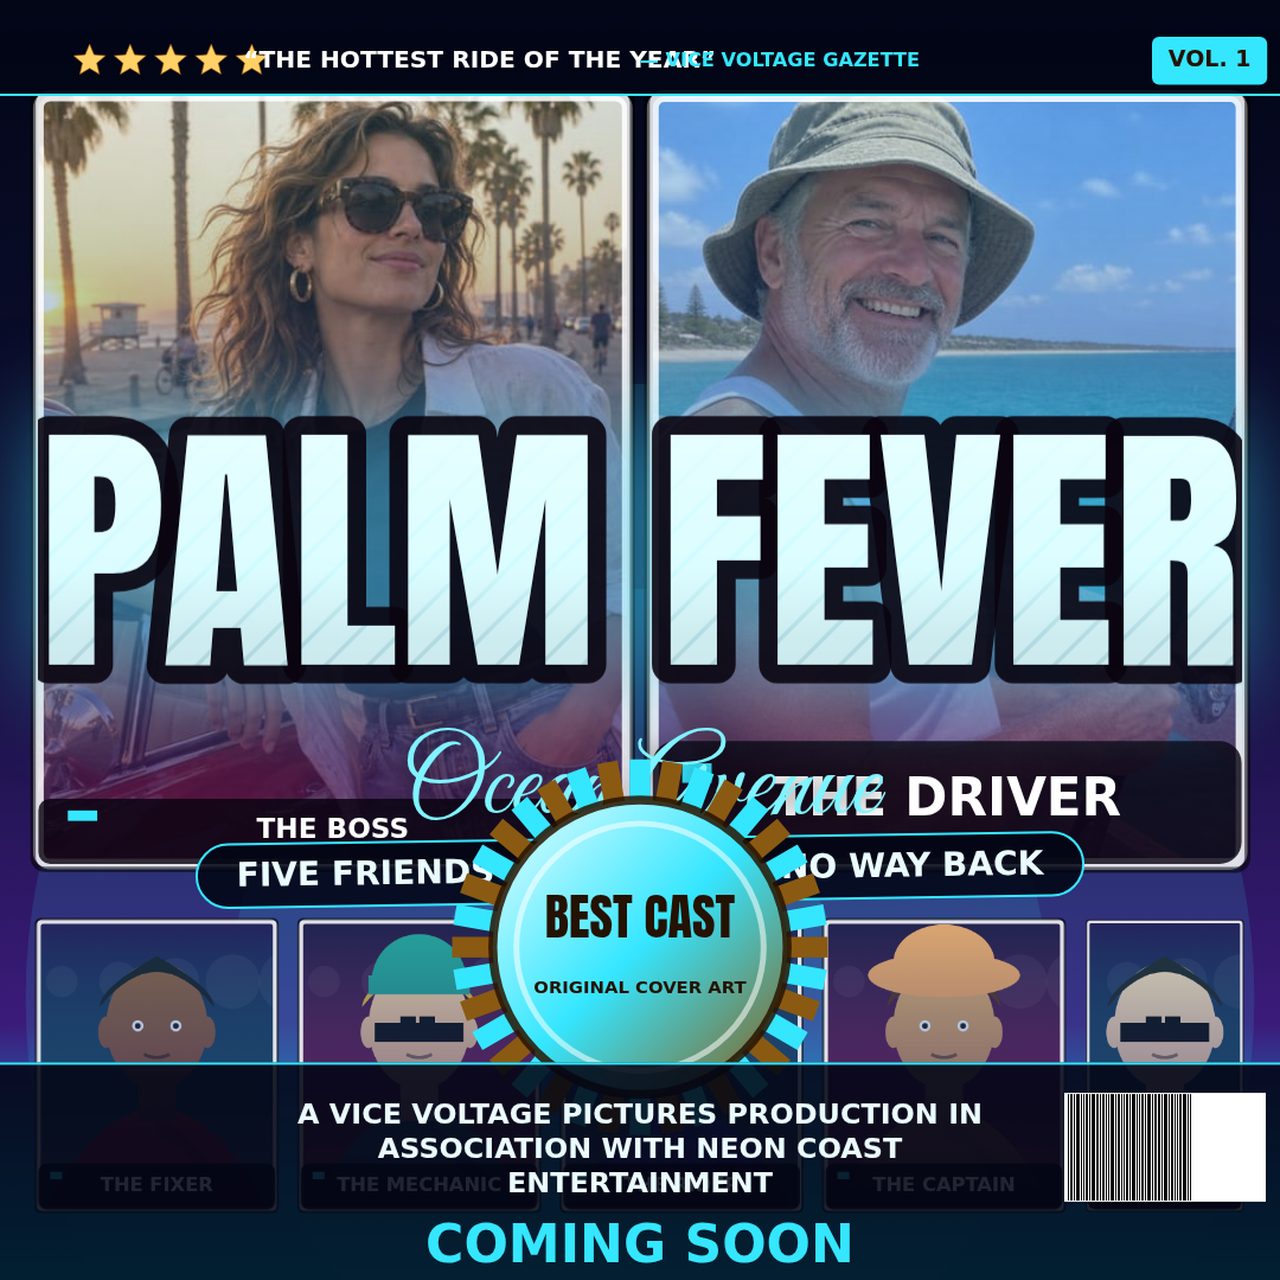 “THE HOTTEST RIDE OF THE YEAR”
— VICE VOLTAGE GAZETTE
VOL. 1
PALM FEVER
Ocean Avenue
THE BOSS
THE DRIVER
FIVE FRIENDS
NO WAY BACK
BEST CAST
ORIGINAL COVER ART
THE FIXER
THE MECHANIC
THE CAPTAIN
A VICE VOLTAGE PICTURES PRODUCTION IN
ASSOCIATION WITH NEON COAST
ENTERTAINMENT
COMING SOON